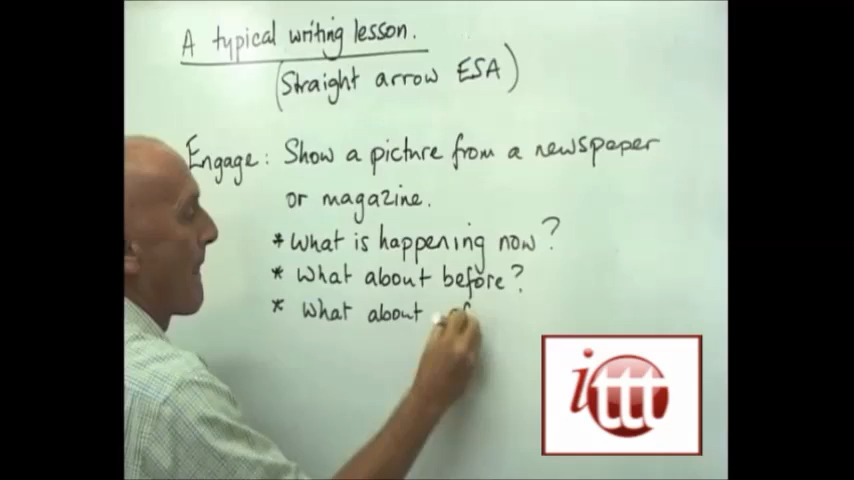 A typical writing lesson.
(Straight arrow ESA)
Engage: Show a picture from a newspaper
or magazine.
* What is happening now?
* What about before?
* What about
ittt